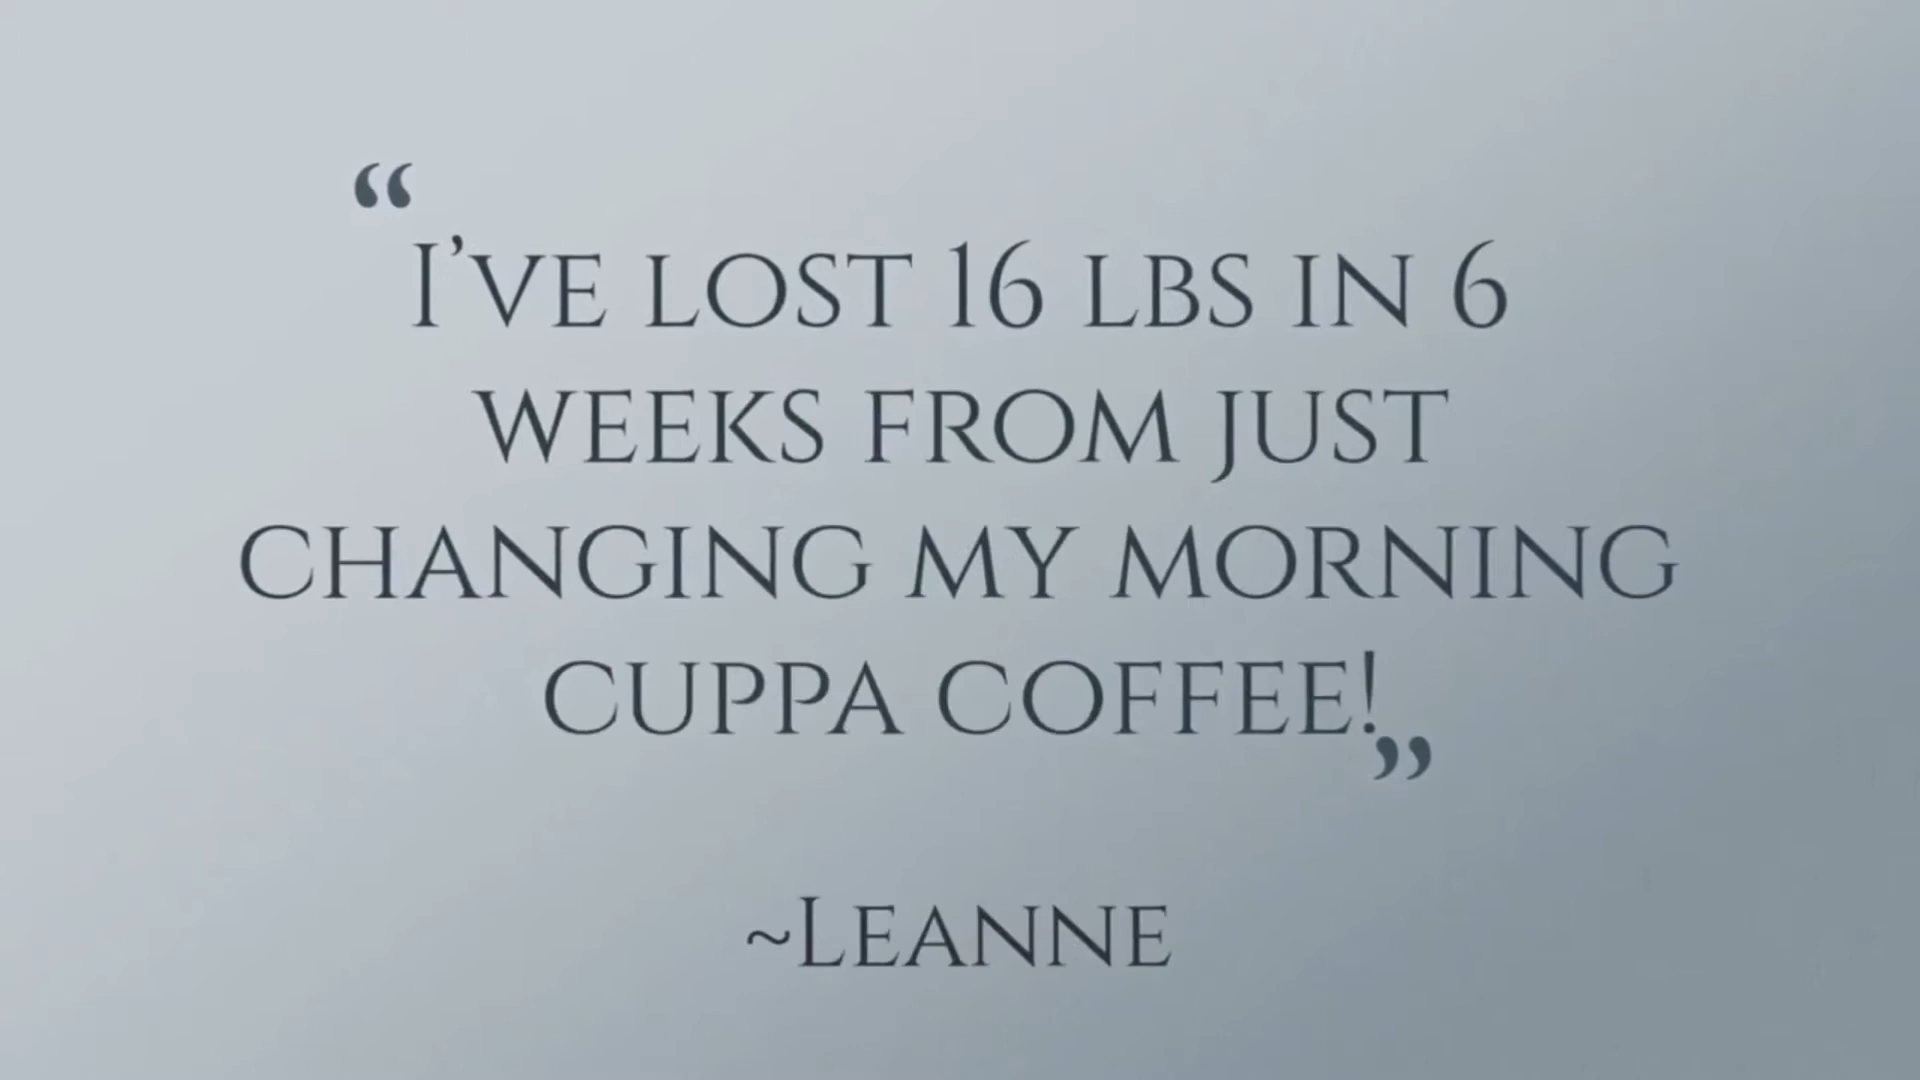 “
I’VE LOST 16 LBS IN 6
WEEKS FROM JUST
CHANGING MY MORNING
CUPPA COFFEE!
”
~LEANNE